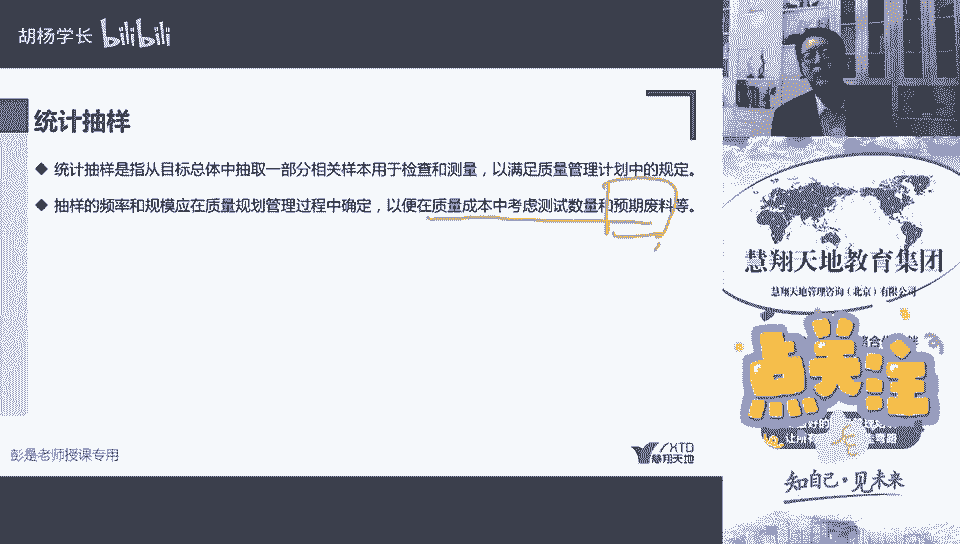 胡杨学长 bilibili
统计抽样
◆ 统计抽样是指从目标总体中抽取一部分相关样本用于检查和测量，以满足质量管理计划中的规定。
◆ 抽样的频率和规模应在质量规划管理过程中确定，以便在质量成本中考虑测试数量和预期废料等。
慧翔天地教育集团
慧翔天地管理咨询（北京）有限公司
点关注
知自己·见未来
彭是老师授课专用
慧翔天地